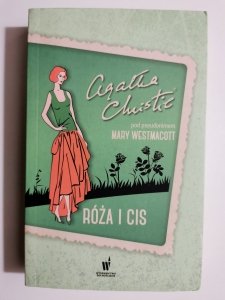 Agatha
Christie
pod pseudonimem
MARY WESTMACOTT
RÓŻA I CIS